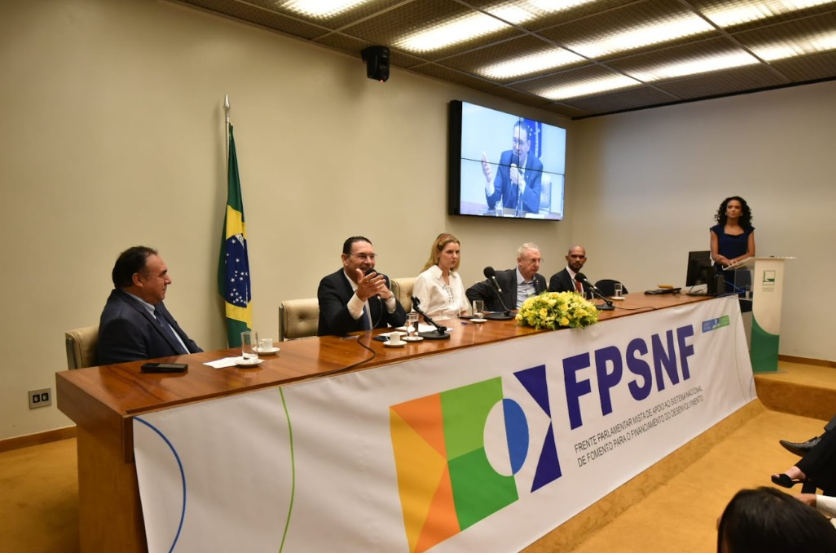 FPSNF
FRENTE PARLAMENTAR MISTA DE APOIO AO SISTEMA NACIONAL
DE FOMENTO PARA O FINANCIAMENTO DO DESENVOLVIMENTO